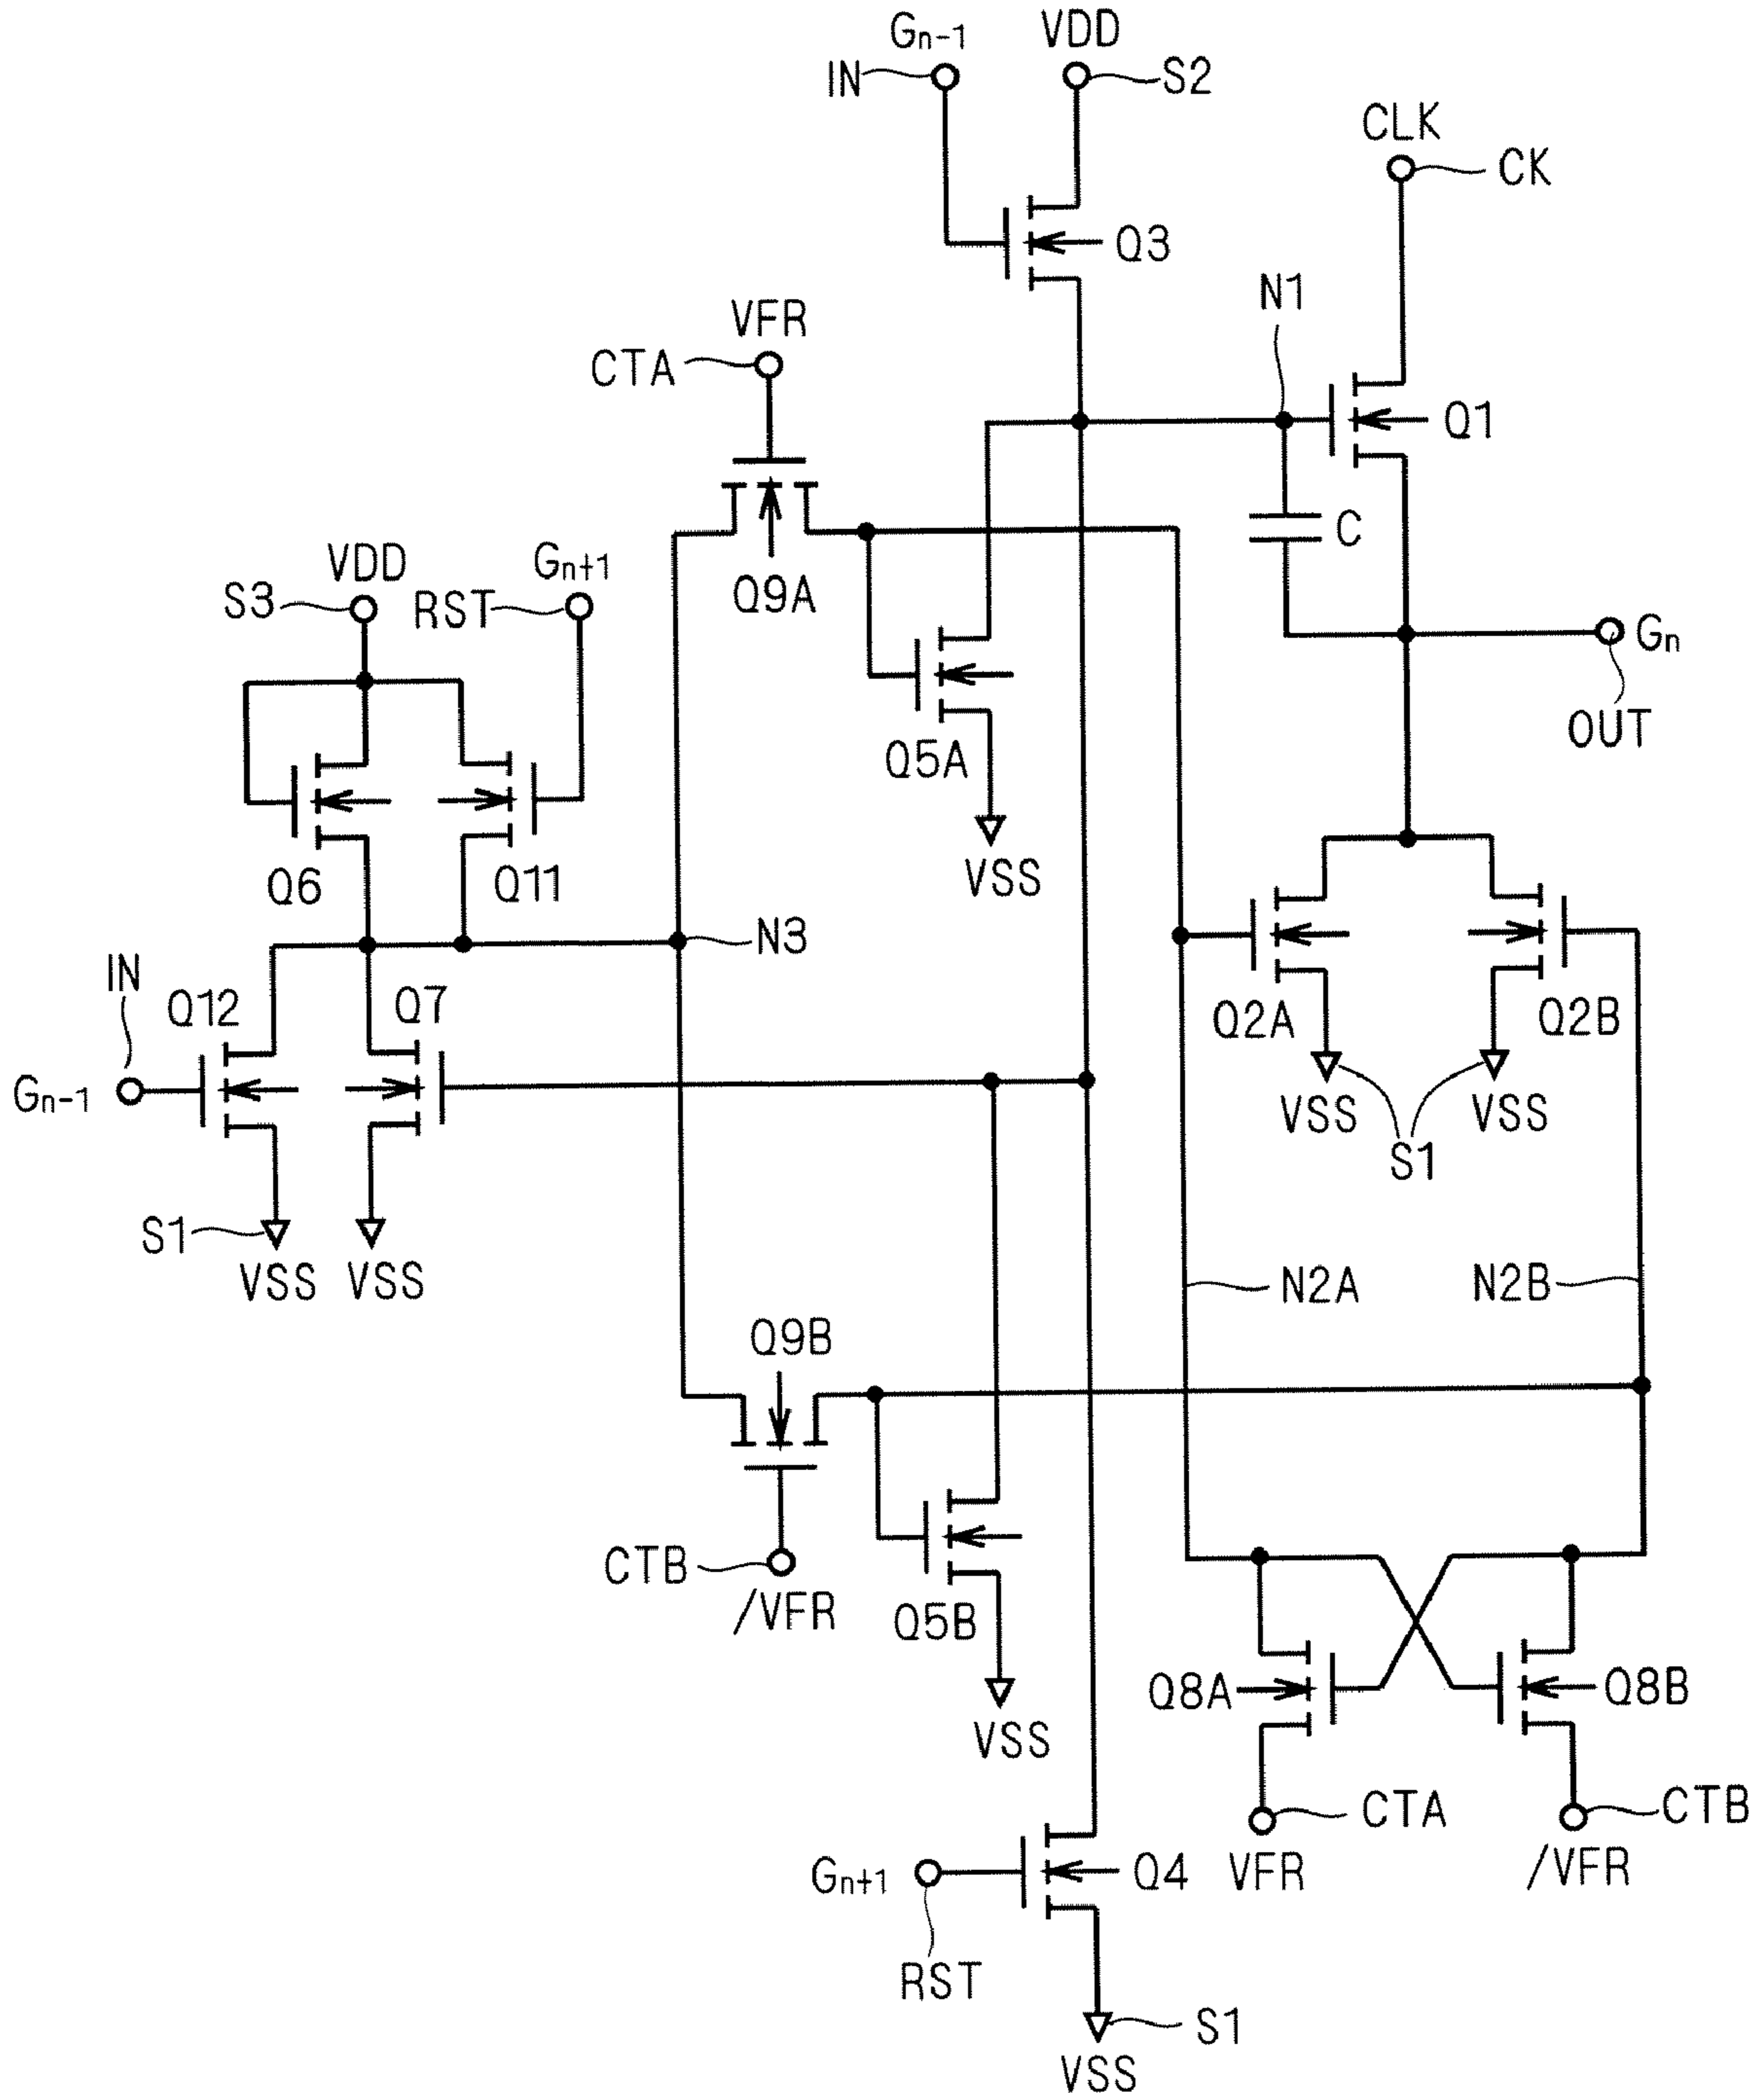 Gn-1 VDD
IN S2
CLK
CK
Q3
N1
VFR
CTA
Q1
C
VDD Gn+1
S3 RST
Q9A
Gn
OUT
Q5A
Q6 Q11
VSS
N3
IN Q12 Q7
Q2A Q2B
Gn-1
VSS VSS
S1
S1
VSS VSS
N2A N2B
Q9B
CTB
/VFR
Q5B
Q8A Q8B
VSS
CTA CTB
Gn+1 Q4 VFR /VFR
RST
S1
VSS